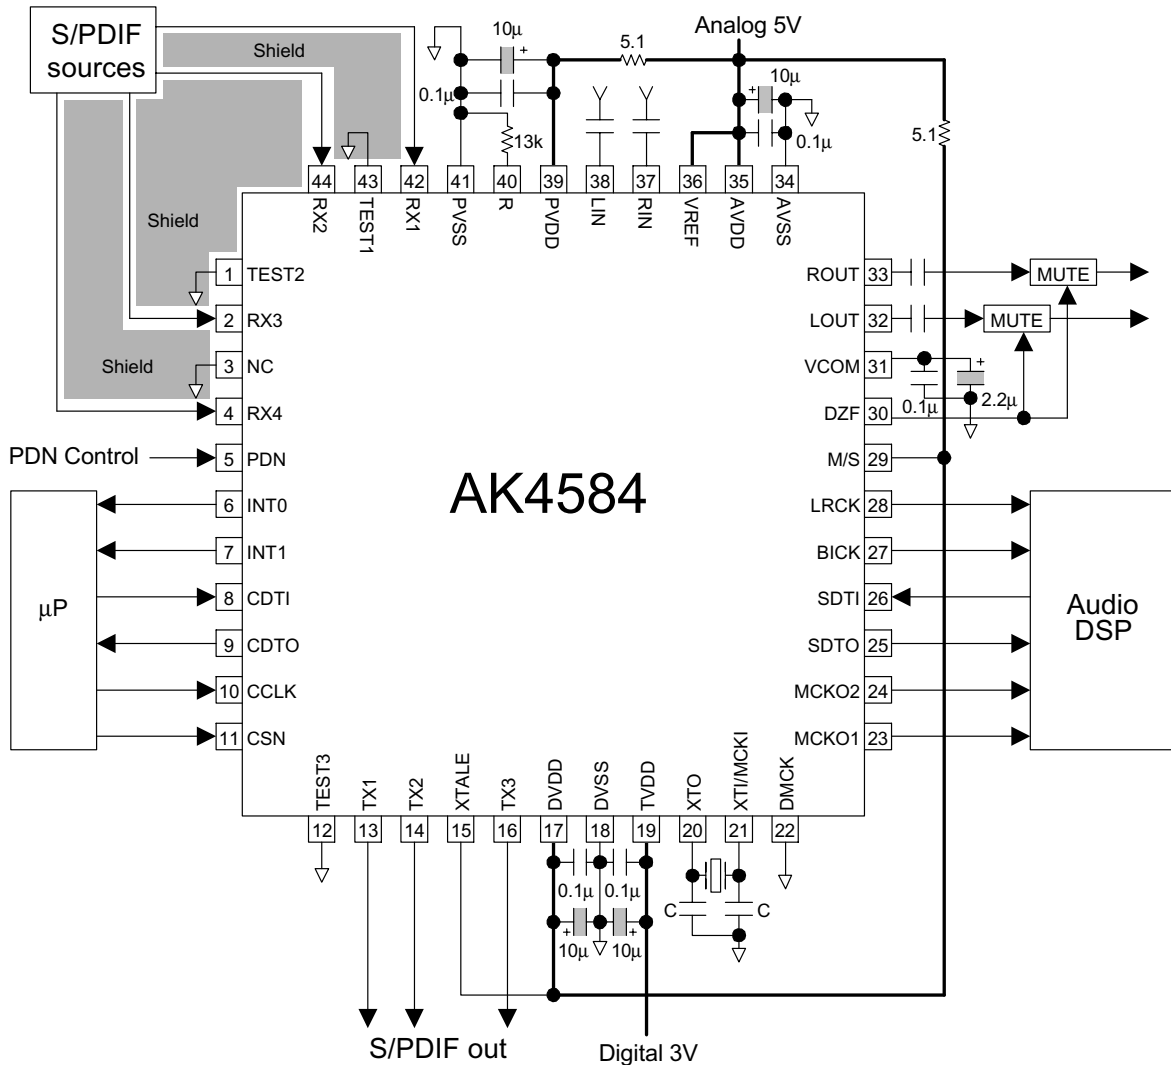 S/PDIF
sources
Shield
Shield
Shield
Analog 5V
10μ
+
0.1μ
13k
5.1
10μ
+
0.1μ
5.1
44
43
42
41
40
39
38
37
36
35
34
RX2
TEST1
RX1
PVSS
R
PVDD
LIN
RIN
VREF
AVDD
AVSS
1 TEST2
2 RX3
3 NC
4 RX4
PDN Control
5 PDN
6 INT0
7 INT1
8 CDTI
9 CDTO
10 CCLK
11 CSN
μP
AK4584
ROUT 33
LOUT 32
VCOM 31
DZF 30
M/S 29
LRCK 28
BICK 27
SDTI 26
SDTO 25
MCKO2 24
MCKO1 23
MUTE
MUTE
+
0.1μ
2.2μ
Audio
DSP
TEST3
TX1
TX2
XTALE
TX3
DVDD
DVSS
TVDD
XTO
XTI/MCKI
DMCK
12
13
14
15
16
17
18
19
20
21
22
0.1μ
0.1μ
+
10μ
10μ
+
C
C
S/PDIF out
Digital 3V